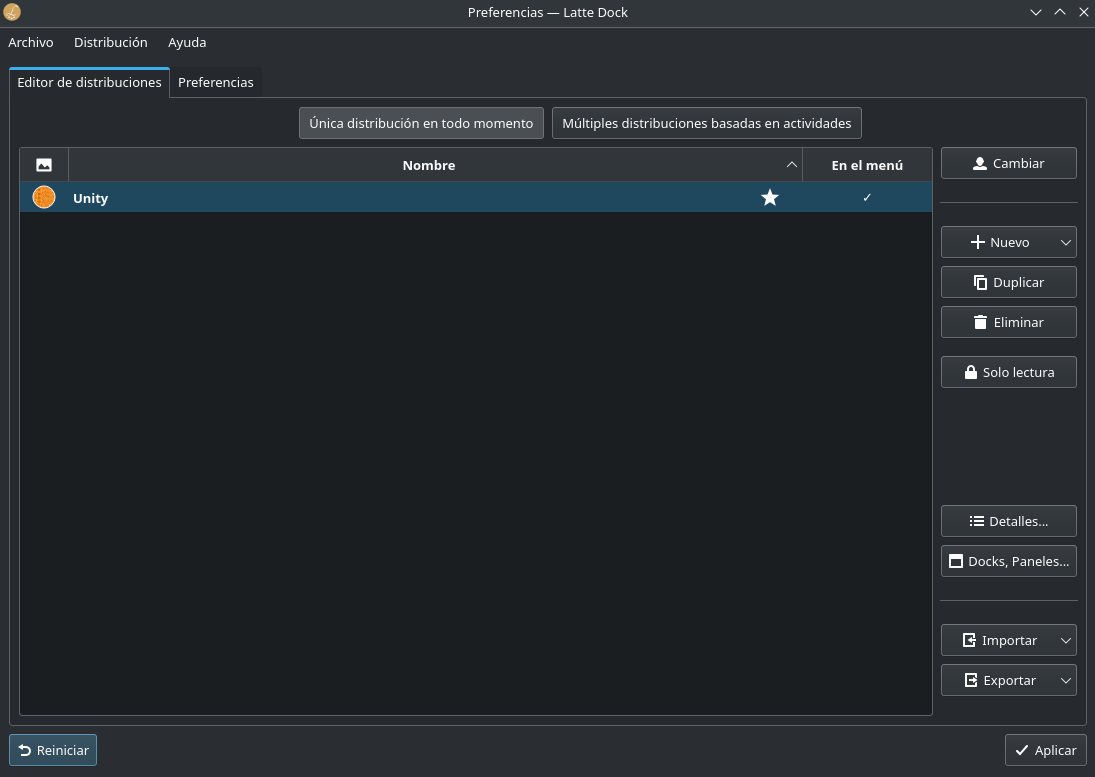 Preferencias — Latte Dock
Archivo Distribución Ayuda
Editor de distribuciones Preferencias
Única distribución en todo momento Múltiples distribuciones basadas en actividades
Nombre En el menú
Unity ✓
Cambiar
Nuevo
Duplicar
Eliminar
Solo lectura
Detalles...
Docks, Paneles...
Importar
Exportar
Reiniciar Aplicar